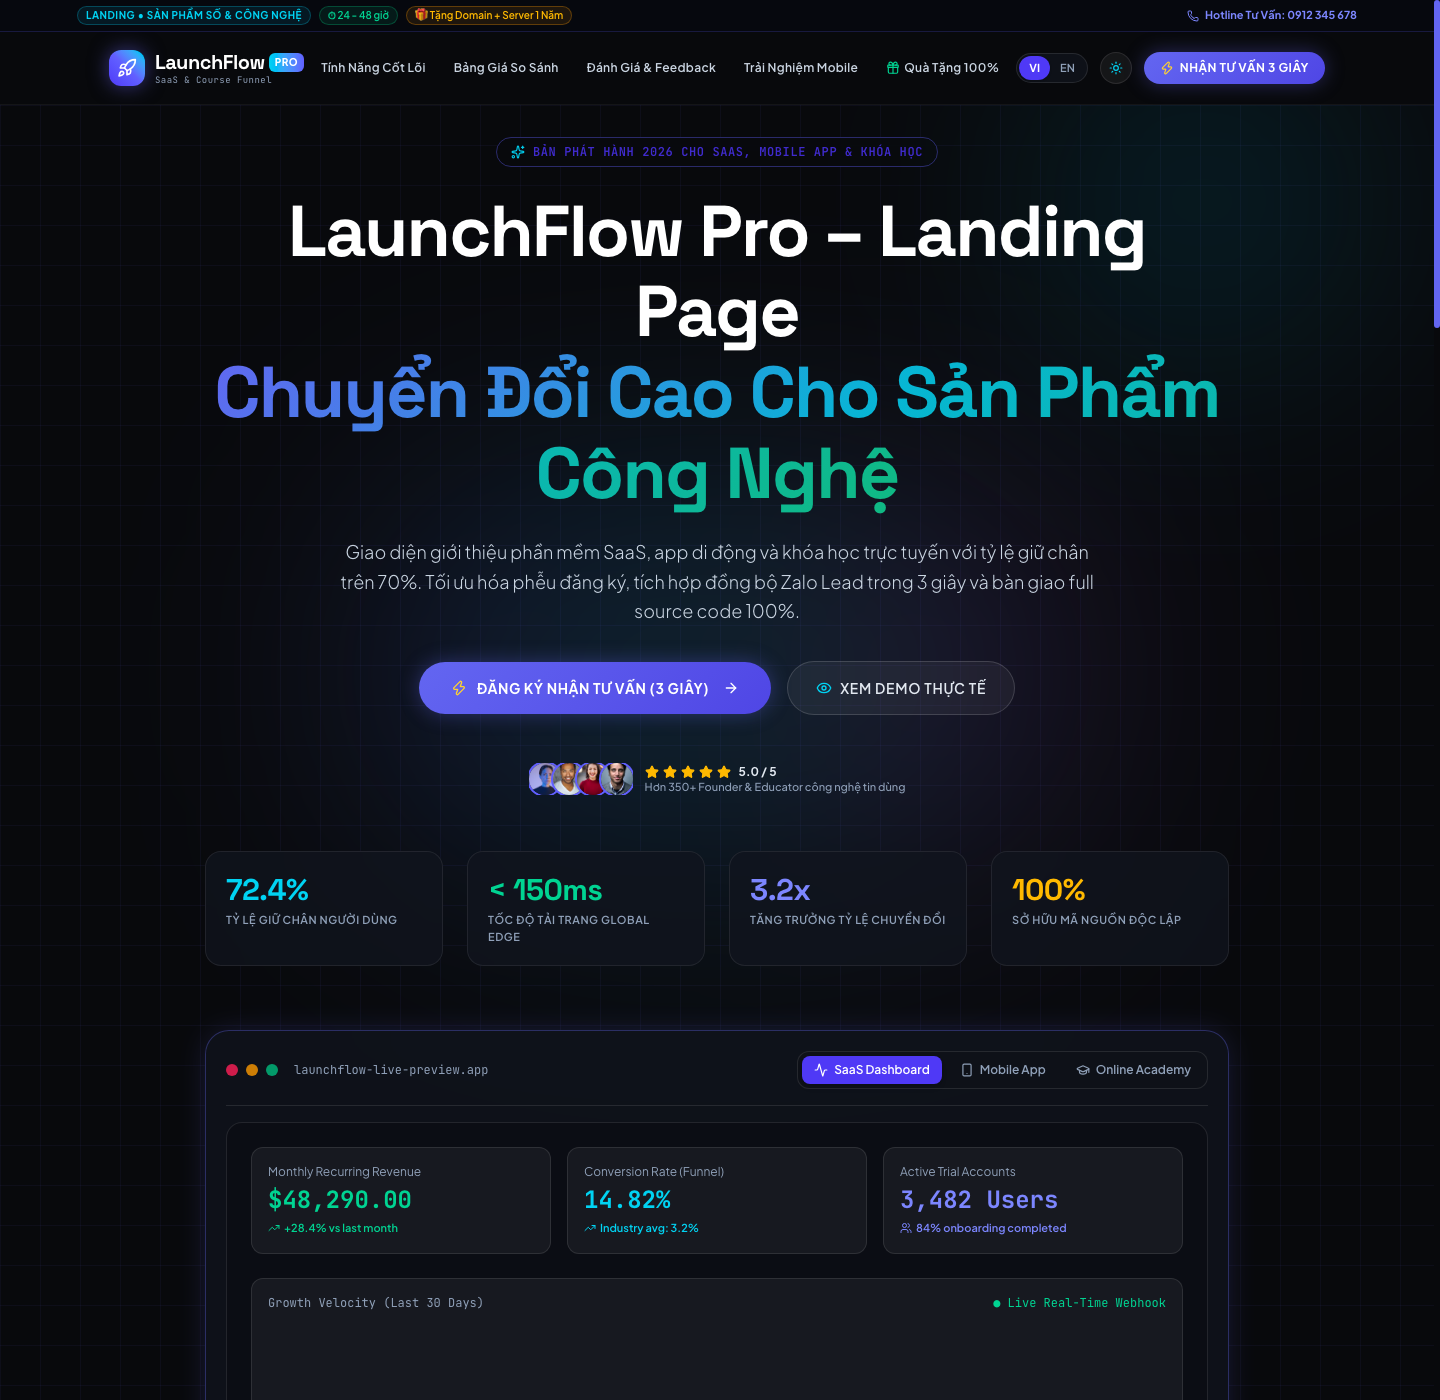 LANDING • SẢN PHẨM SỐ & CÔNG NGHỆ
24 - 48 giờ
Tặng Domain + Server 1 Năm
Hotline Tư Vấn: 0912 345 678
LaunchFlow PRO
SaaS & Course Funnel
Tính Năng Cốt Lõi
Bảng Giá So Sánh
Đánh Giá & Feedback
Trải Nghiệm Mobile
Quà Tặng 100%
VI
EN
NHẬN TƯ VẤN 3 GIÂY
BẢN PHÁT HÀNH 2026 CHO SAAS, MOBILE APP & KHÓA HỌC
LaunchFlow Pro – Landing
Page
Chuyển Đổi Cao Cho Sản Phẩm
Công Nghệ
Giao diện giới thiệu phần mềm SaaS, app di động và khóa học trực tuyến với tỷ lệ giữ chân
trên 70%. Tối ưu hóa phễu đăng ký, tích hợp đồng bộ Zalo Lead trong 3 giây và bàn giao full
source code 100%.
ĐĂNG KÝ NHẬN TƯ VẤN (3 GIÂY)
XEM DEMO THỰC TẾ
5.0 / 5
Hơn 350+ Founder & Educator công nghệ tin dùng
72.4%
TỶ LỆ GIỮ CHÂN NGƯỜI DÙNG
< 150ms
TỐC ĐỘ TẢI TRANG GLOBAL
EDGE
3.2x
TĂNG TRƯỞNG TỶ LỆ CHUYỂN ĐỔI
100%
SỞ HỮU MÃ NGUỒN ĐỘC LẬP
launchflow-live-preview.app
SaaS Dashboard
Mobile App
Online Academy
Monthly Recurring Revenue
$48,290.00
+28.4% vs last month
Conversion Rate (Funnel)
14.82%
Industry avg: 3.2%
Active Trial Accounts
3,482 Users
84% onboarding completed
Growth Velocity (Last 30 Days)
● Live Real-Time Webhook